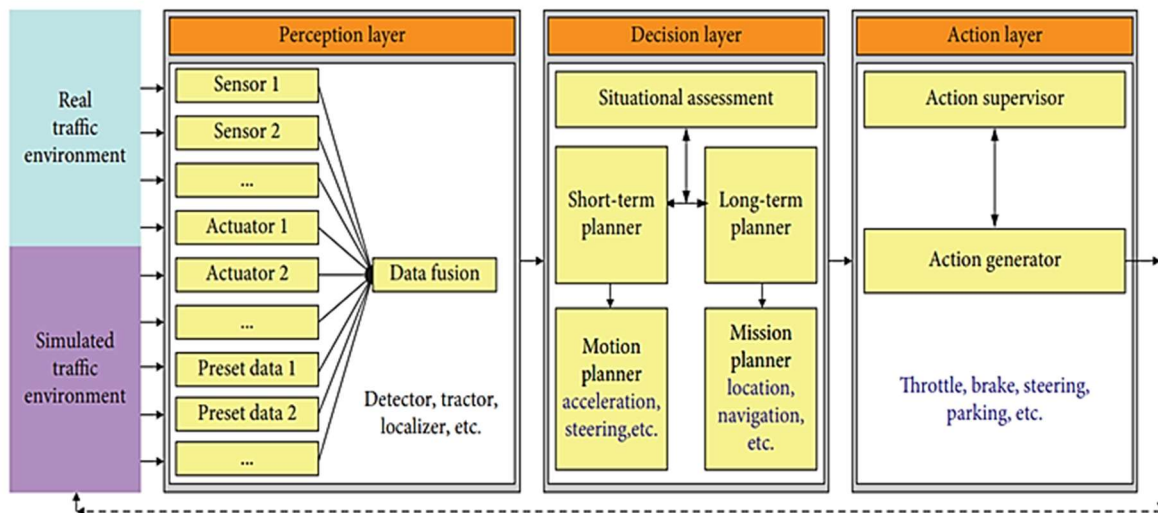 Real
traffic
environment
Simulated
traffic
environment
Perception layer
Sensor 1
Sensor 2
...
Actuator 1
Actuator 2
...
Preset data 1
Preset data 2
...
Data fusion
Detector, tractor,
localizer, etc.
Decision layer
Situational assessment
Short-term
planner
Long-term
planner
Motion
planner
acceleration,
steering,etc.
Mission
planner
location,
navigation,
etc.
Action layer
Action supervisor
Action generator
Throttle, brake, steering,
parking, etc.